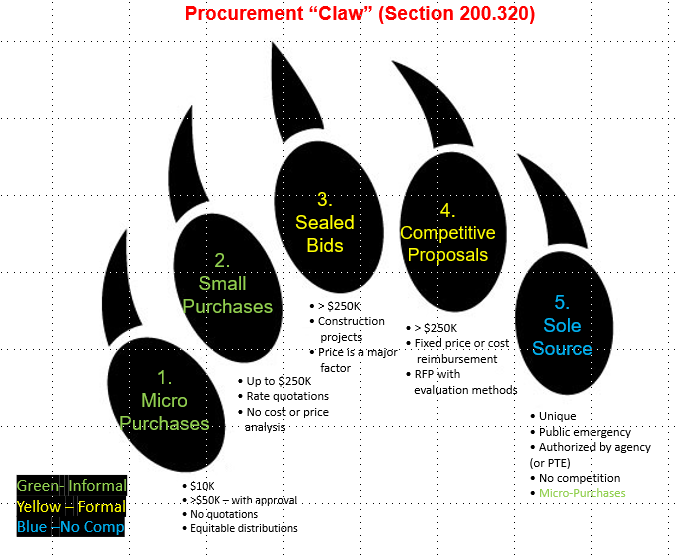 Procurement “Claw” (Section 200.320)
1.
Micro
Purchases
• $10K
• >$50K – with approval
• No quotations
• Equitable distributions
2.
Small
Purchases
• Up to $250K
• Rate quotations
• No cost or price
analysis
3.
Sealed
Bids
• > $250K
• Construction
projects
• Price is a major
factor
4.
Competitive
Proposals
• > $250K
• Fixed price or cost
reimbursement
• RFP with
evaluation methods
5.
Sole
Source
• Unique
• Public emergency
• Authorized by agency
(or PTE)
• No competition
• Micro-Purchases
Green- Informal
Yellow – Formal
Blue –No Comp